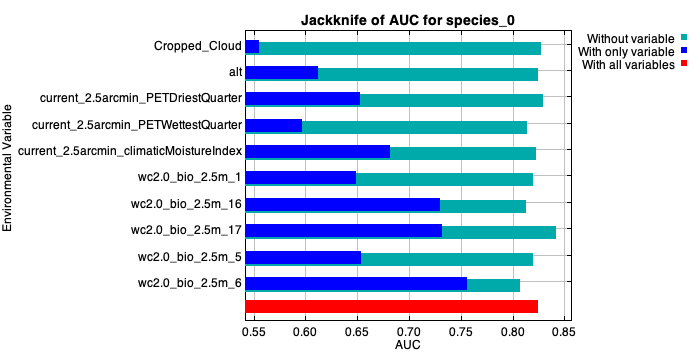 Jackknife of AUC for species_0
Without variable
With only variable
With all variables
Environmental Variable
Cropped_Cloud
alt
current_2.5arcmin_PETDriestQuarter
current_2.5arcmin_PETWettestQuarter
current_2.5arcmin_climaticMoistureIndex
wc2.0_bio_2.5m_1
wc2.0_bio_2.5m_16
wc2.0_bio_2.5m_17
wc2.0_bio_2.5m_5
wc2.0_bio_2.5m_6
0.55 0.60 0.65 0.70 0.75 0.80 0.85
AUC